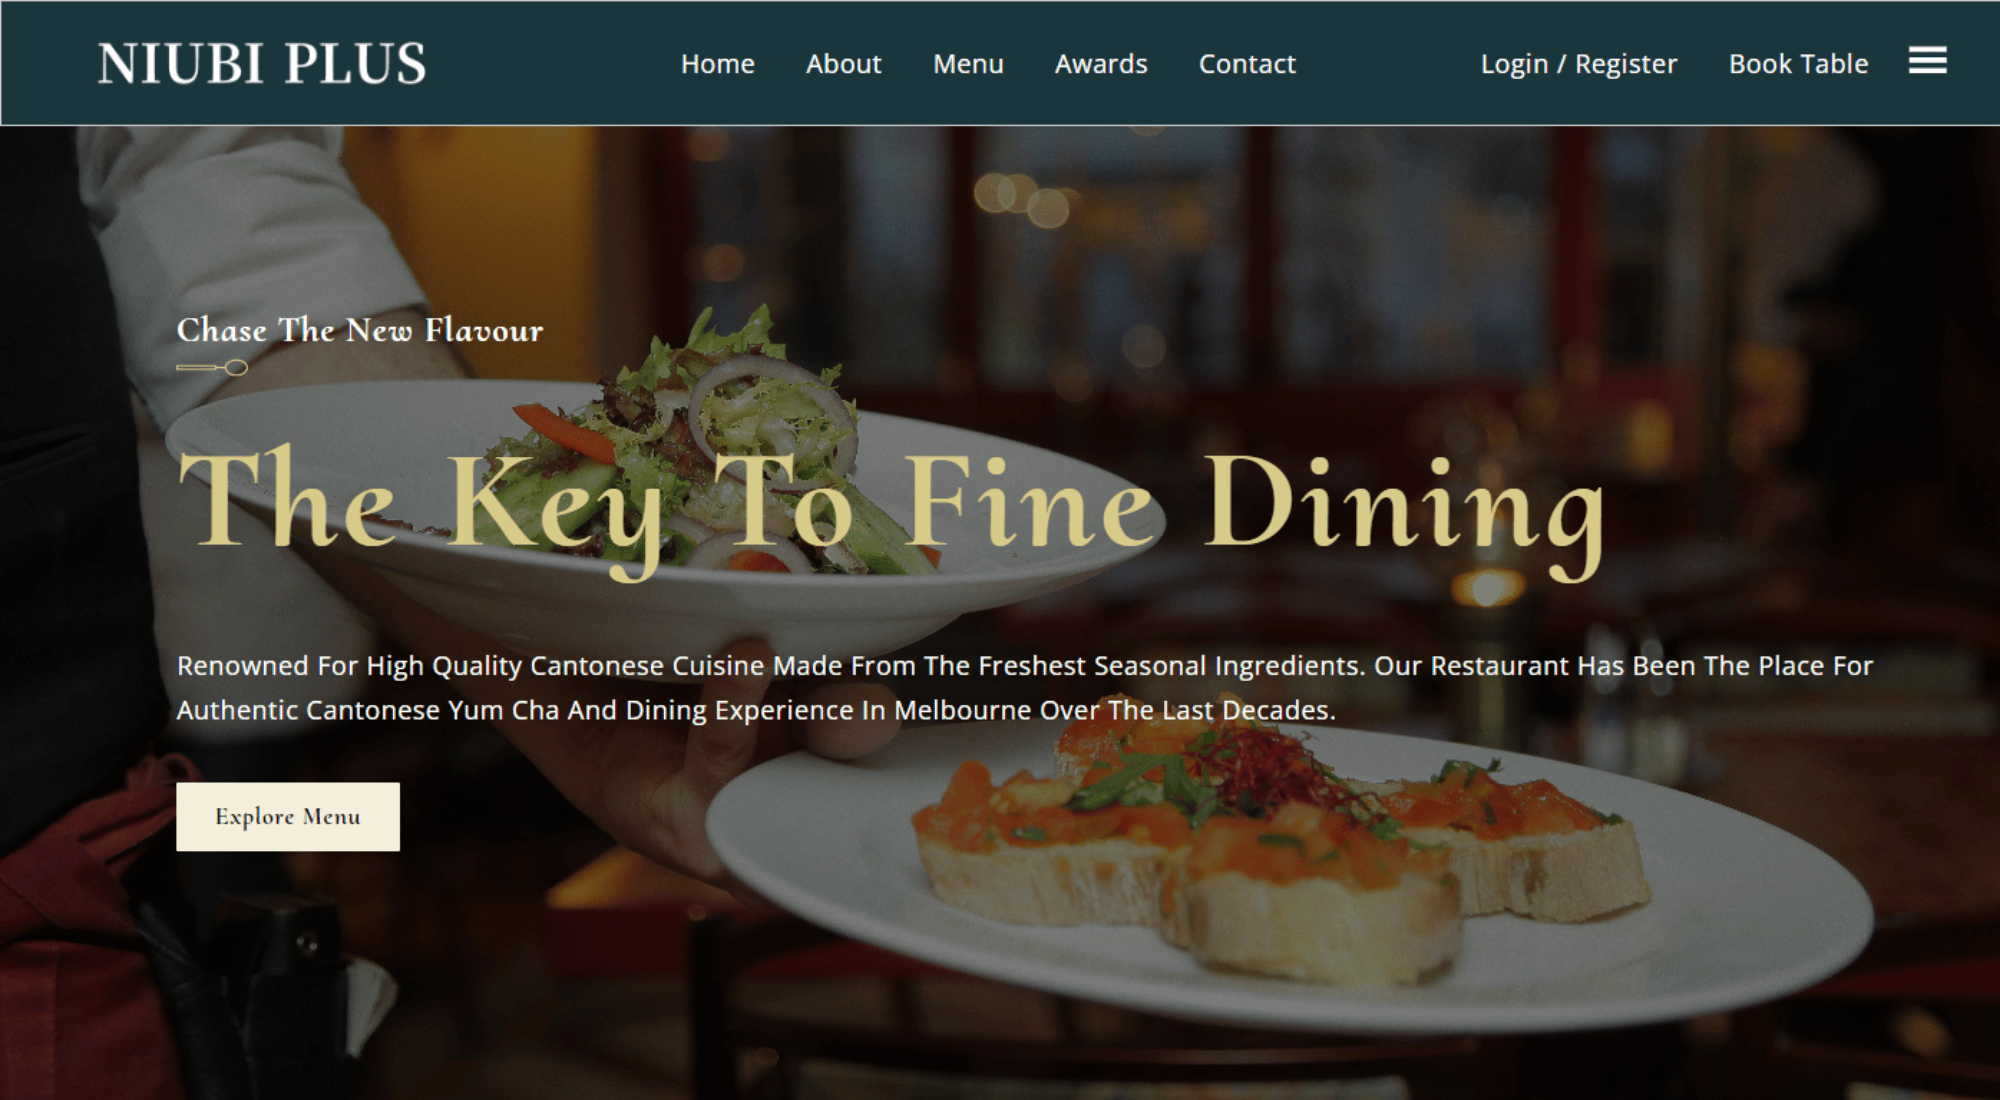 NIUBI PLUS
Home About Menu Awards Contact
Login / Register Book Table
Chase The New Flavour
The Key To Fine Dining
Renowned For High Quality Cantonese Cuisine Made From The Freshest Seasonal Ingredients. Our Restaurant Has Been The Place For
Authentic Cantonese Yum Cha And Dining Experience In Melbourne Over The Last Decades.
Explore Menu